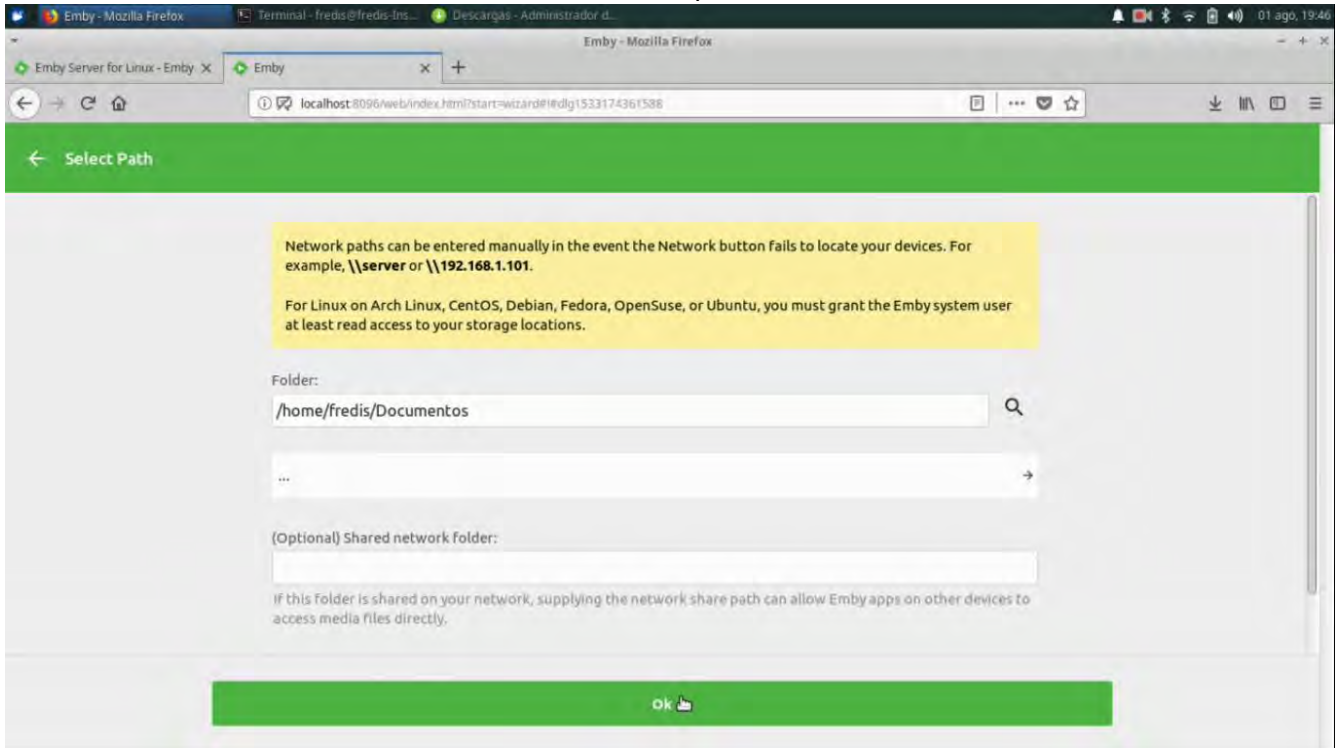 Emby - Mozilla Firefox
Terminal - fredis@fredis-Ins...
Descargas - Administrador d...
01 ago, 19:46
Emby - Mozilla Firefox
Emby Server for Linux - Emby
Emby
localhost:8096/web/index.html?start=wizard#!#dlg1533174361588
Select Path
Network paths can be entered manually in the event the Network button fails to locate your devices. For
example, \\server or \\192.168.1.101.
For Linux on Arch Linux, CentOS, Debian, Fedora, OpenSuse, or Ubuntu, you must grant the Emby system user
at least read access to your storage locations.
Folder:
/home/fredis/Documentos
...
(Optional) Shared network folder:
If this folder is shared on your network, supplying the network share path can allow Emby apps on other devices to
access media files directly.
Ok